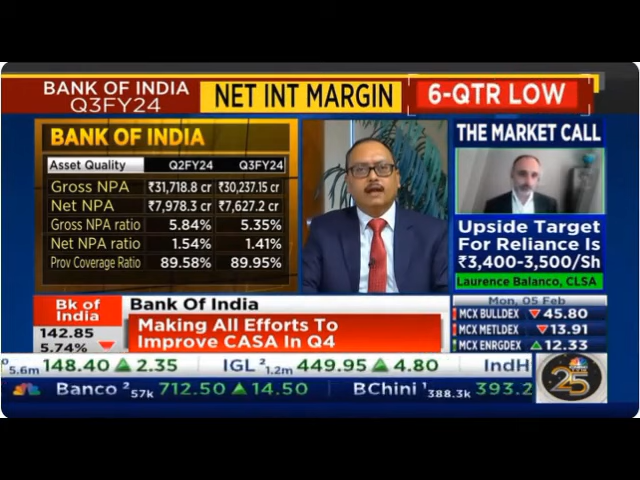 BANK OF INDIA
Q3FY24
NET INT MARGIN
6-QTR LOW
BANK OF INDIA
Asset Quality Q2FY24 Q3FY24
Gross NPA ₹31,718.8 cr ₹30,237.15 cr
Net NPA ₹7,978.3 cr ₹7,627.2 cr
Gross NPA ratio 5.84% 5.35%
Net NPA ratio 1.54% 1.41%
Prov Coverage Ratio 89.58% 89.95%
THE MARKET CALL
Upside Target
For Reliance Is
₹3,400-3,500/Sh
Laurence Balanco, CLSA
Bk of
India
142.85
5.74%
Bank Of India
Making All Efforts To
Improve CASA In Q4
Mon, 05 Feb
MCX BULLDEX 45.80
MCX METLDEX 13.91
MCX ENRGDEX 12.33
5.6m 148.40 2.35 IGL 1.2m 449.95 4.80 IndH
Banco 57k 712.50 14.50 BChini 388.3k 393.2
25